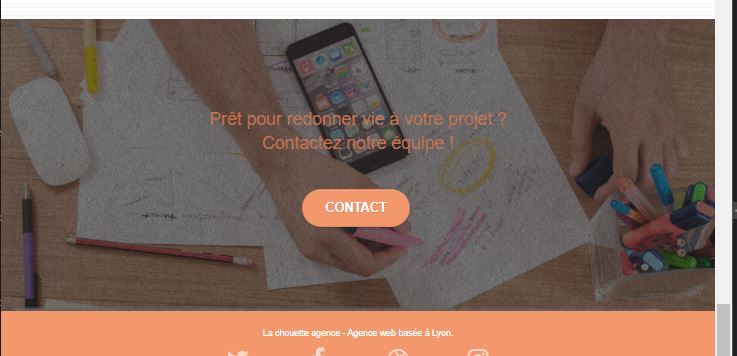 Prêt pour redonner vie à votre projet ?
Contactez notre équipe !
CONTACT
La chouette agence - Agence web basée à Lyon.